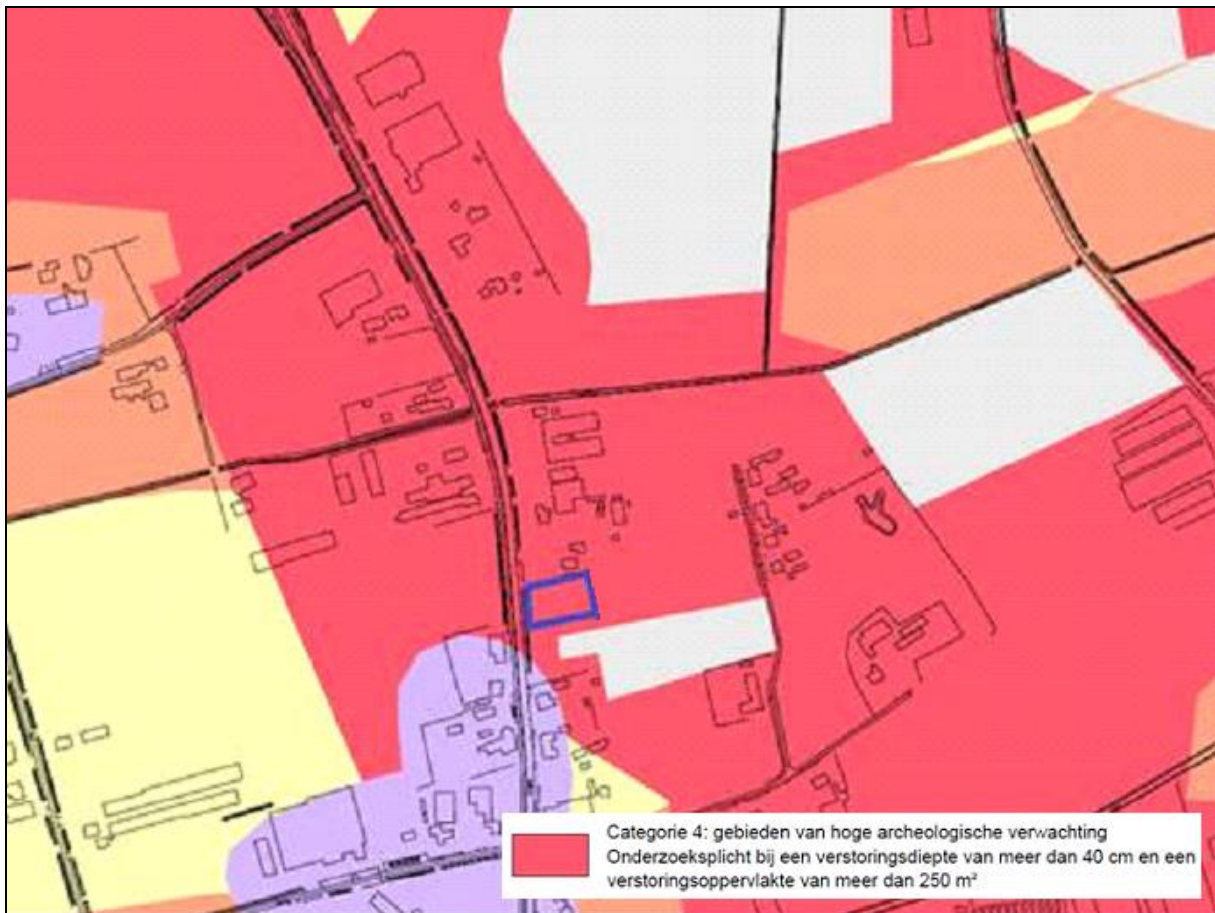 Categorie 4: gebieden van hoge archeologische verwachting
Onderzoeksplicht bij een verstoringsdiepte van meer dan 40 cm en een
verstoringsoppervlakte van meer dan 250 m²